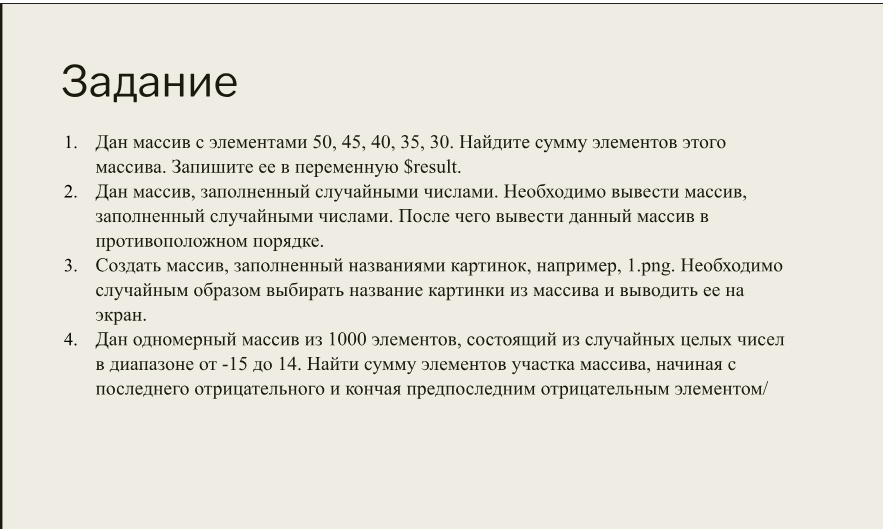 Задание
1. Дан массив с элементами 50, 45, 40, 35, 30. Найдите сумму элементов этого
массива. Запишите ее в переменную $result.
2. Дан массив, заполненный случайными числами. Необходимо вывести массив,
заполненный случайными числами. После чего вывести данный массив в
противоположном порядке.
3. Создать массив, заполненный названиями картинок, например, 1.png. Необходимо
случайным образом выбирать название картинки из массива и выводить ее на
экран.
4. Дан одномерный массив из 1000 элементов, состоящий из случайных целых чисел
в диапазоне от -15 до 14. Найти сумму элементов участка массива, начиная с
последнего отрицательного и кончая предпоследним отрицательным элементом/